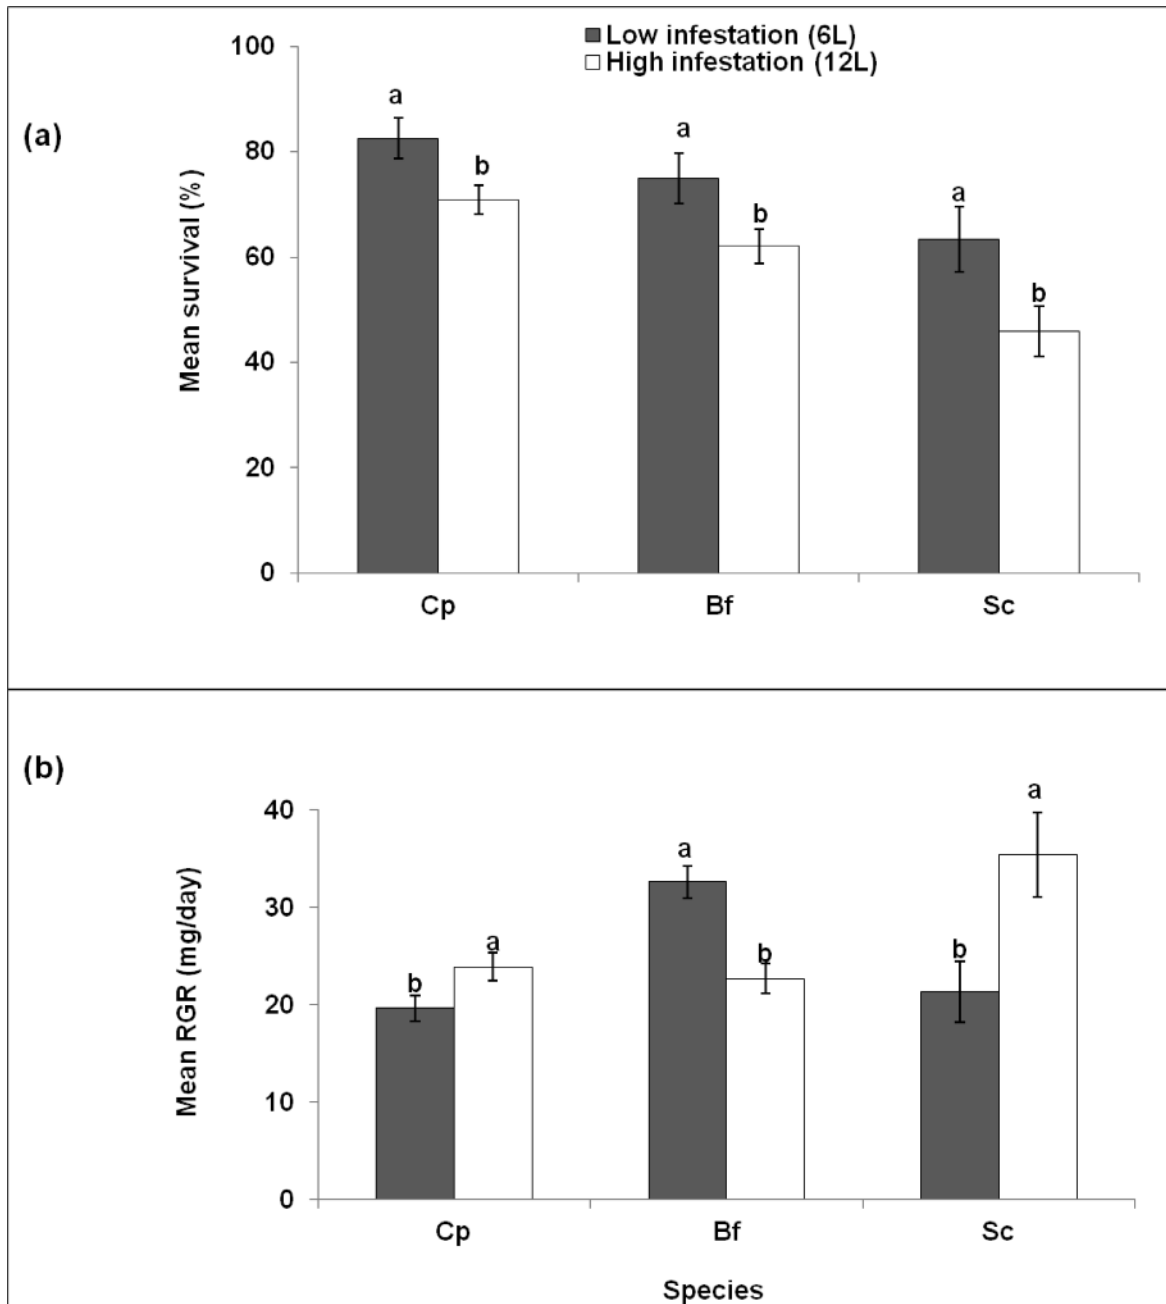 (a)
Low infestation (6L)
High infestation (12L)
Mean survival (%)
100
80
60
40
20
0
a
b
a
b
a
b
Cp Bf Sc
(b)
Mean RGR (mg/day)
40
30
20
10
0
b
a
a
b
b
a
Cp Bf Sc
Species